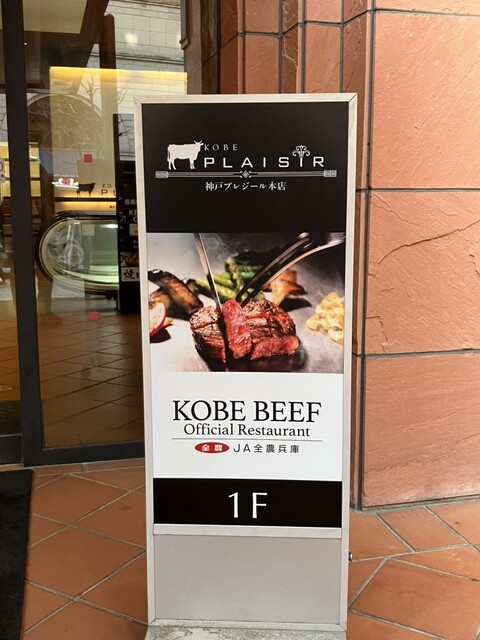 KOBE
PLAISIR
神戸プレジール本店
KOBE BEEF
Official Restaurant
全農 JA全農兵庫
1F